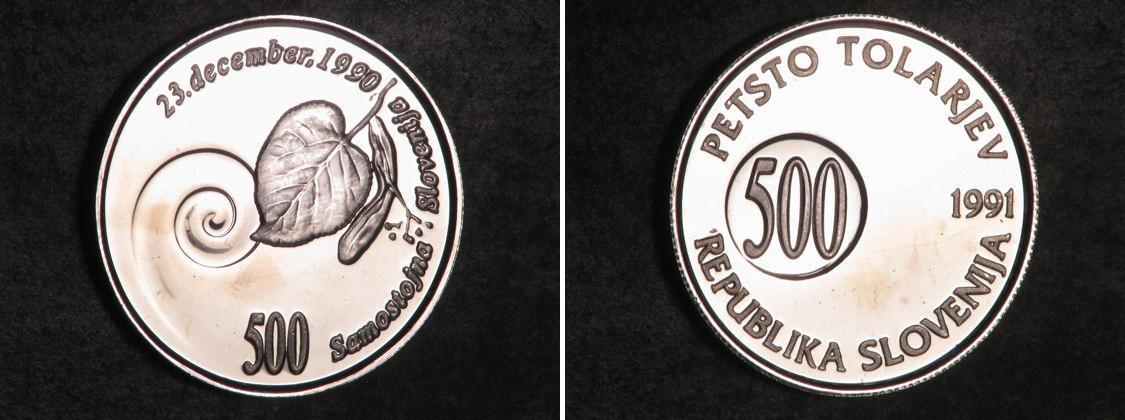 23.december.1990
Samostojna Slovenija
500
PETSTO TOLARJEV
500
1991
REPUBLIKA SLOVENIJA